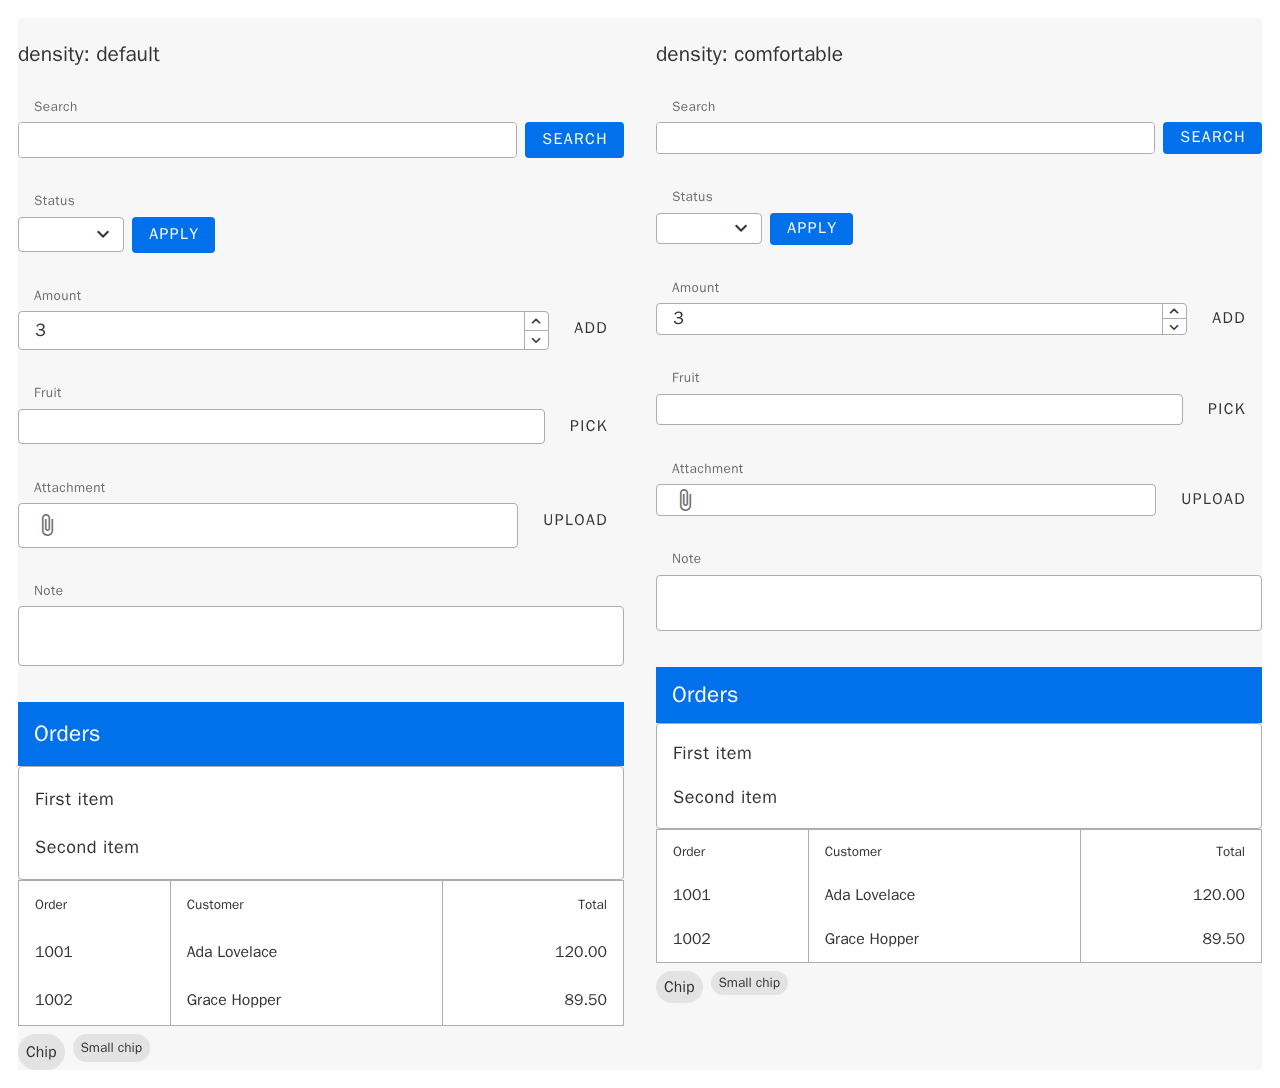 density: default
Search
SEARCH
Status
APPLY
Amount
3
ADD
Fruit
PICK
Attachment
UPLOAD
Note
Orders
First item
Second item
Order Customer Total
1001 Ada Lovelace 120.00
1002 Grace Hopper 89.50
Chip Small chip
density: comfortable
Search
SEARCH
Status
APPLY
Amount
3
ADD
Fruit
PICK
Attachment
UPLOAD
Note
Orders
First item
Second item
Order Customer Total
1001 Ada Lovelace 120.00
1002 Grace Hopper 89.50
Chip Small chip